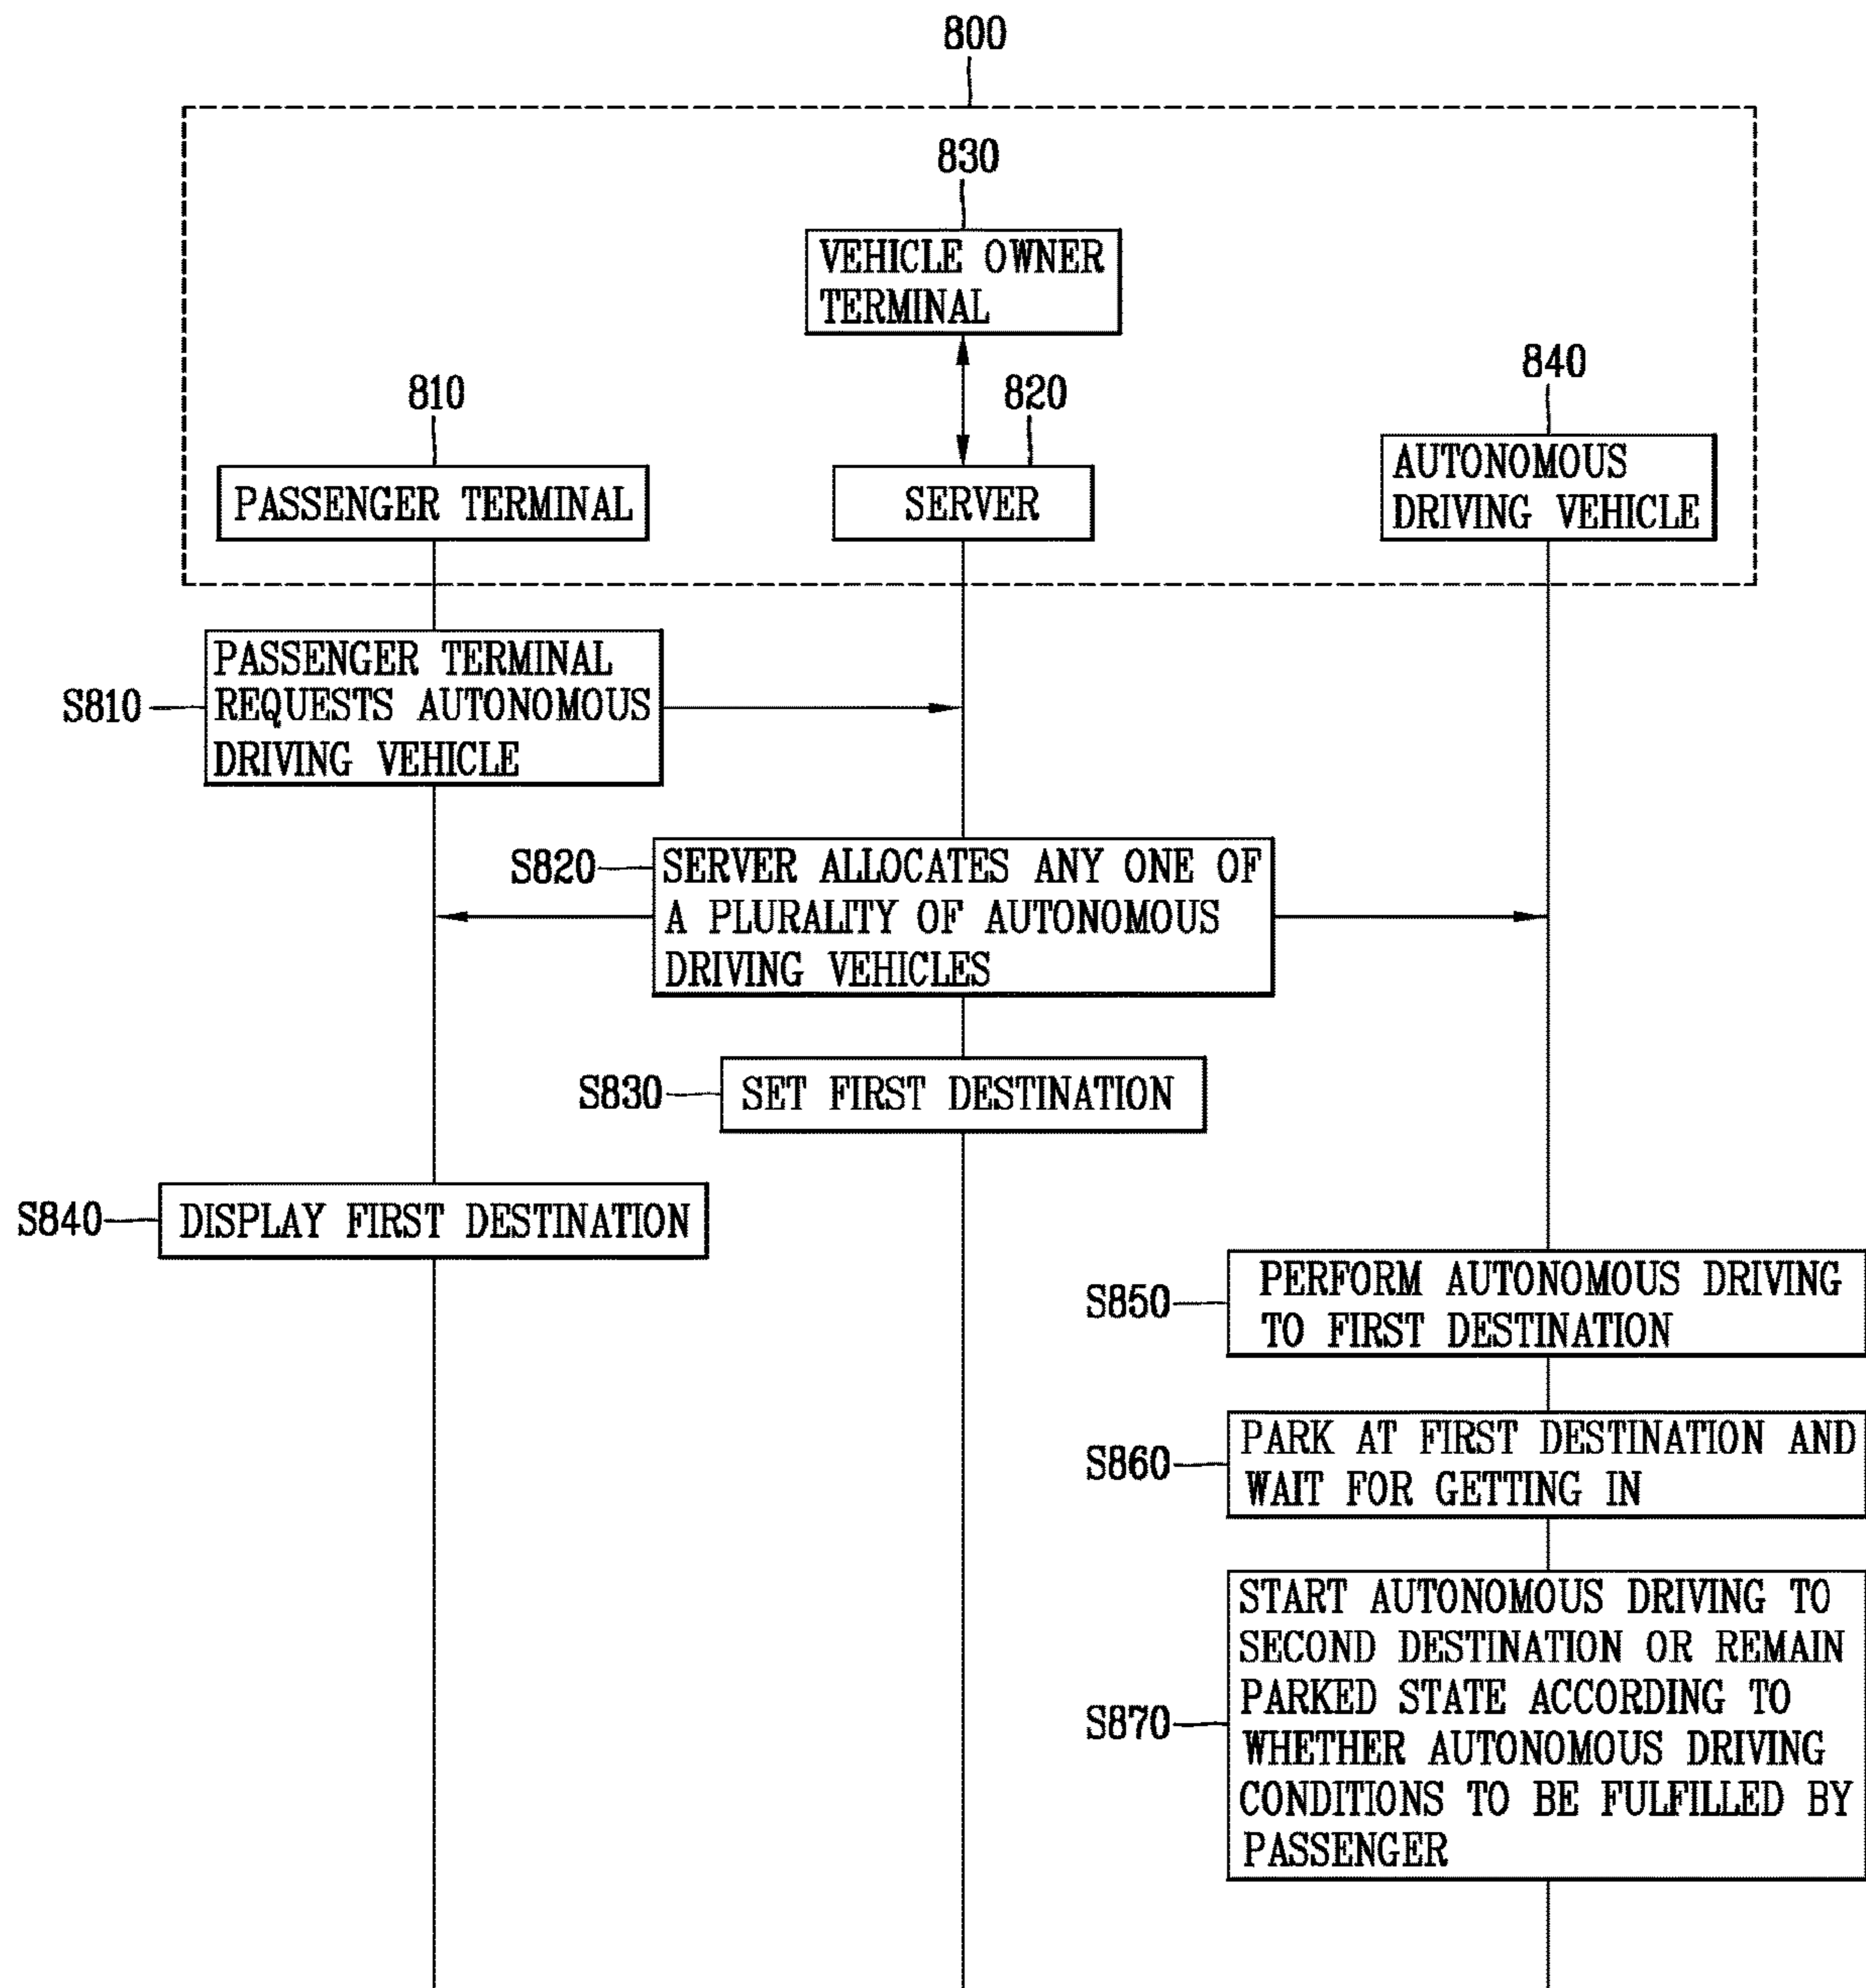 800
830
VEHICLE OWNER
TERMINAL
810
820
840
PASSENGER TERMINAL
SERVER
AUTONOMOUS
DRIVING VEHICLE
S810
PASSENGER TERMINAL
REQUESTS AUTONOMOUS
DRIVING VEHICLE
S820
SERVER ALLOCATES ANY ONE OF
A PLURALITY OF AUTONOMOUS
DRIVING VEHICLES
S830
SET FIRST DESTINATION
S840
DISPLAY FIRST DESTINATION
S850
PERFORM AUTONOMOUS DRIVING
TO FIRST DESTINATION
S860
PARK AT FIRST DESTINATION AND
WAIT FOR GETTING IN
S870
START AUTONOMOUS DRIVING TO
SECOND DESTINATION OR REMAIN
PARKED STATE ACCORDING TO
WHETHER AUTONOMOUS DRIVING
CONDITIONS TO BE FULFILLED BY
PASSENGER